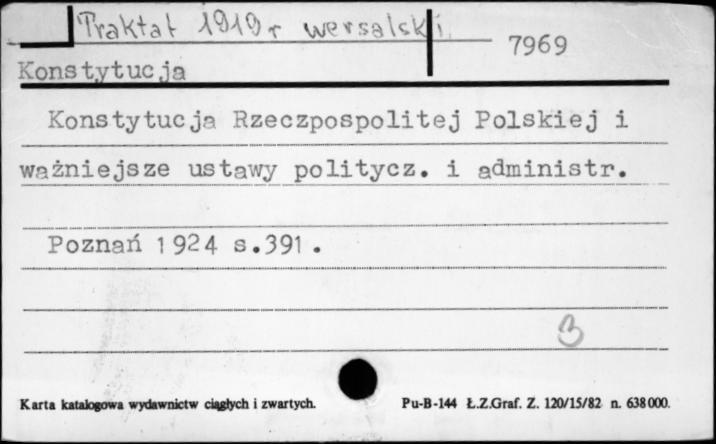 Traktat 1919 r wersalski
7969
Konstytucja
Konstytucja Rzeczpospolitej Polskiej i
ważniejsze ustawy politycz. i administr.
Poznań 1924 s.391.
3
Karta katalogowa wydawnictw ciągłych i zwartych.
Pu-B-144 Ł.Z.Graf. Z. 120/15/82 n. 638000.